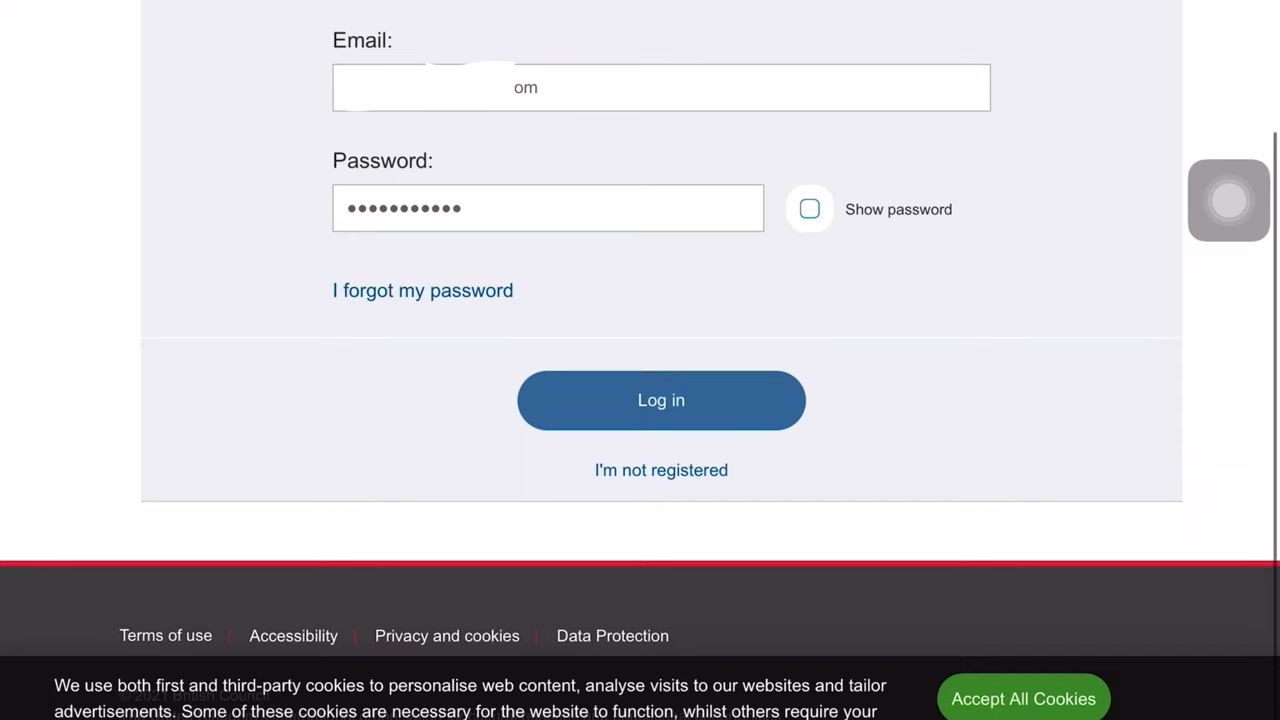 Email:
om
Password:
•••••••••••
Show password
I forgot my password
Log in
I'm not registered
Terms of use | Accessibility | Privacy and cookies | Data Protection
© 2021 British Council
We use both first and third-party cookies to personalise web content, analyse visits to our websites and tailor
advertisements. Some of these cookies are necessary for the website to function, whilst others require your
Accept All Cookies